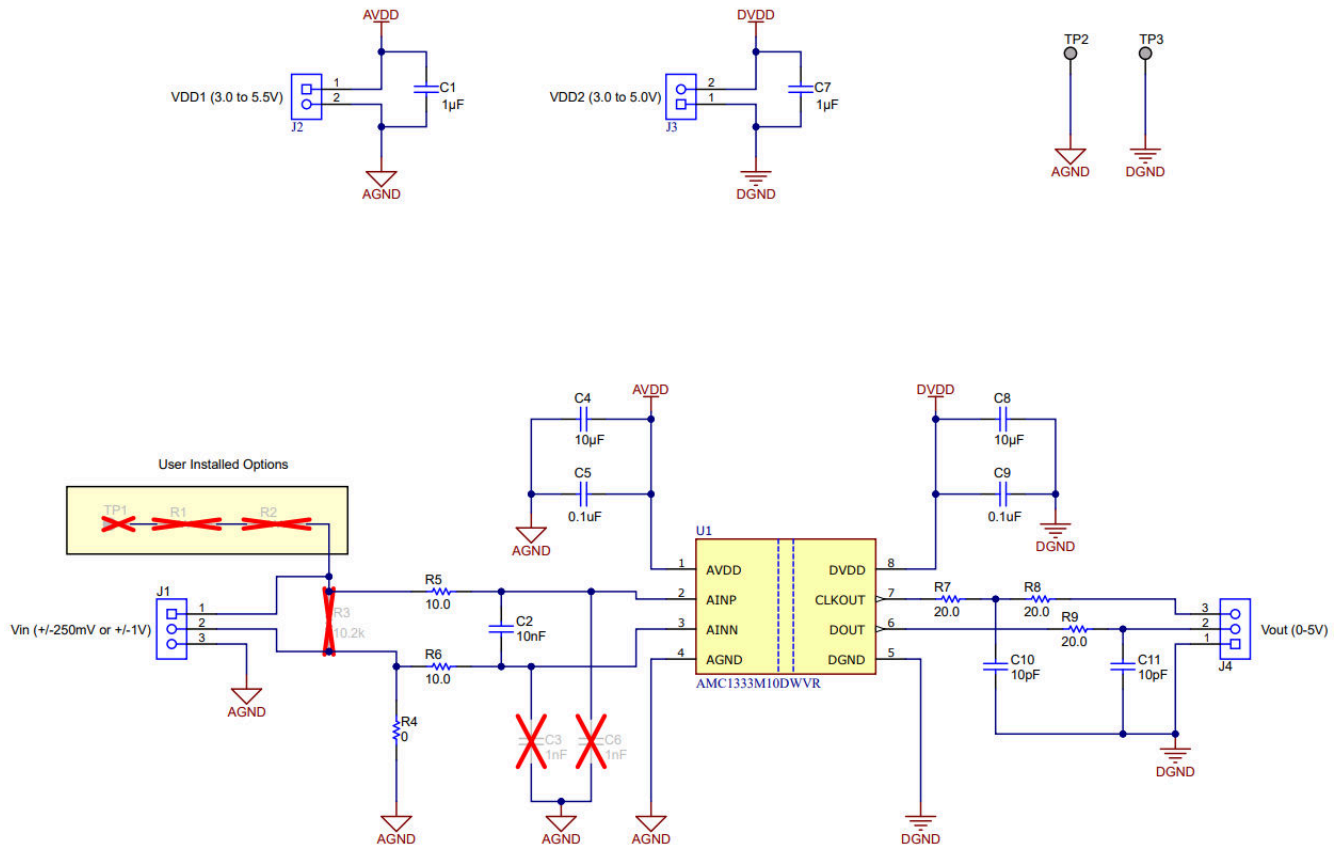 AVDD
DVDD
TP2
TP3
VDD1 (3.0 to 5.5V)
1
2
J2
C1
1µF
AGND
VDD2 (3.0 to 5.0V)
2
1
J3
C7
1µF
DGND
AGND
DGND
AVDD
C4
10µF
C5
0.1uF
AGND
DVDD
C8
10µF
C9
0.1uF
DGND
User Installed Options
TP1
R1
R2
J1
Vin (+/-250mV or +/-1V)
1
2
3
AGND
R3
10.2k
R5
10.0
R6
10.0
C2
10nF
R4
0
AGND
C3
1nF
C6
1nF
AGND
U1
1
AVDD
DVDD
8
2
AINP
CLKOUT
7
3
AINN
DOUT
6
4
AGND
DGND
5
AMC1333M10DWVR
AGND
DGND
R7
20.0
R8
20.0
R9
20.0
C10
10pF
C11
10pF
DGND
3
2
1
J4
Vout (0-5V)